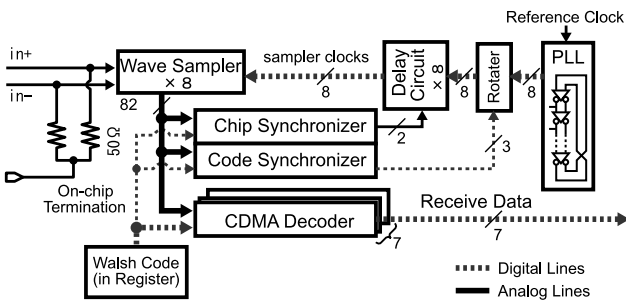 Reference Clock
in+
in−
Wave Sampler
× 8
sampler clocks
8
Delay
Circuit
× 8
8
Rotater
8
PLL
82
50Ω
Chip Synchronizer
2
Code Synchronizer
3
On-chip
Termination
CDMA Decoder
7
Receive Data
7
Walsh Code
(in Register)
Digital Lines
Analog Lines